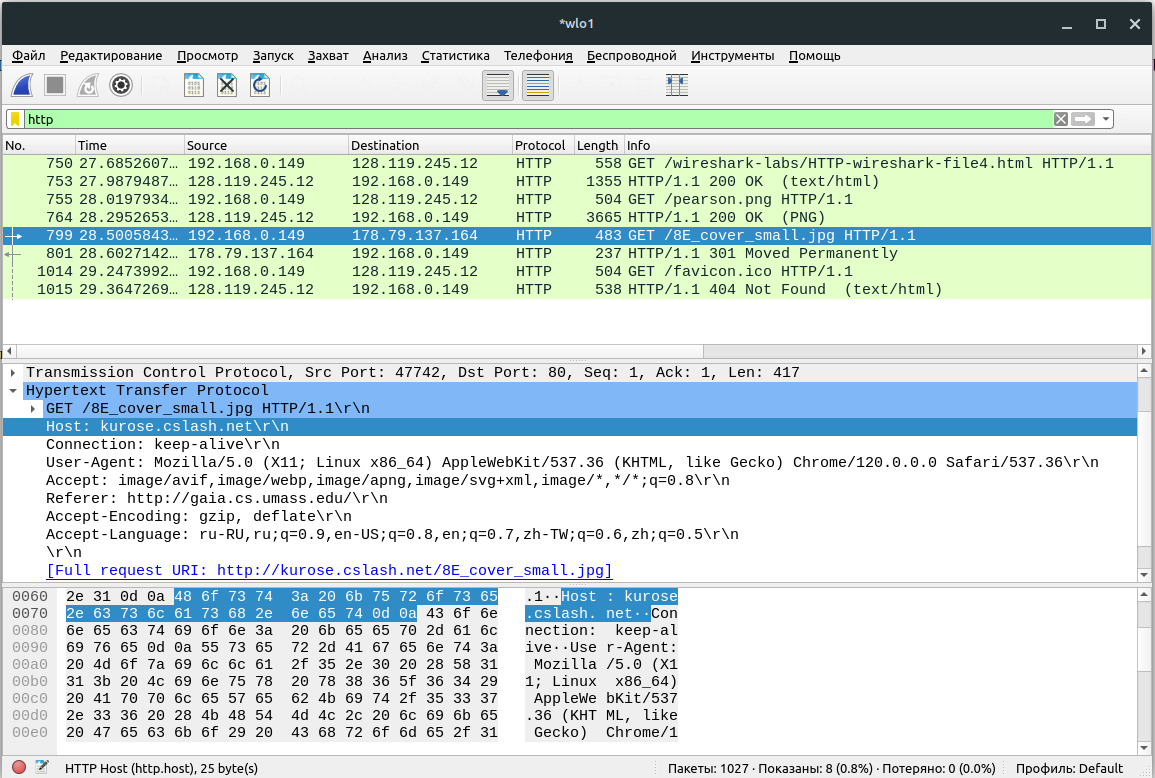 *wlo1
Файл Редактирование Просмотр Запуск Захват Анализ Статистика Телефония Беспроводной Инструменты Помощь
http
No. Time Source Destination Protocol Length Info
750 27.6852607… 192.168.0.149 128.119.245.12 HTTP 558 GET /wireshark-labs/HTTP-wireshark-file4.html HTTP/1.1
753 27.9879487… 128.119.245.12 192.168.0.149 HTTP 1355 HTTP/1.1 200 OK  (text/html)
755 28.0197934… 192.168.0.149 128.119.245.12 HTTP 504 GET /pearson.png HTTP/1.1
764 28.2952653… 128.119.245.12 192.168.0.149 HTTP 3665 HTTP/1.1 200 OK  (PNG)
799 28.5005843… 192.168.0.149 178.79.137.164 HTTP 483 GET /8E_cover_small.jpg HTTP/1.1
801 28.6027142… 178.79.137.164 192.168.0.149 HTTP 237 HTTP/1.1 301 Moved Permanently
1014 29.2473992… 192.168.0.149 128.119.245.12 HTTP 504 GET /favicon.ico HTTP/1.1
1015 29.3647269… 128.119.245.12 192.168.0.149 HTTP 538 HTTP/1.1 404 Not Found  (text/html)
Transmission Control Protocol, Src Port: 47742, Dst Port: 80, Seq: 1, Ack: 1, Len: 417
Hypertext Transfer Protocol
GET /8E_cover_small.jpg HTTP/1.1\r\n
Host: kurose.cslash.net\r\n
Connection: keep-alive\r\n
User-Agent: Mozilla/5.0 (X11; Linux x86_64) AppleWebKit/537.36 (KHTML, like Gecko) Chrome/120.0.0.0 Safari/537.36\r\n
Accept: image/avif,image/webp,image/apng,image/svg+xml,image/*,*/*;q=0.8\r\n
Referer: http://gaia.cs.umass.edu/\r\n
Accept-Encoding: gzip, deflate\r\n
Accept-Language: ru-RU,ru;q=0.9,en-US;q=0.8,en;q=0.7,zh-TW;q=0.6,zh;q=0.5\r\n
\r\n
[Full request URI: http://kurose.cslash.net/8E_cover_small.jpg]
0060 2e 31 0d 0a 48 6f 73 74 3a 20 6b 75 72 6f 73 65 .1··Host : kurose
0070 2e 63 73 6c 61 73 68 2e 6e 65 74 0d 0a 43 6f 6e .cslash. net··Con
0080 6e 65 63 74 69 6f 6e 3a 20 6b 65 65 70 2d 61 6c nection:  keep-al
0090 69 76 65 0d 0a 55 73 65 72 2d 41 67 65 6e 74 3a ive··Use r-Agent:
00a0 20 4d 6f 7a 69 6c 6c 61 2f 35 2e 30 20 28 58 31 Mozilla /5.0 (X1
00b0 31 3b 20 4c 69 6e 75 78 20 78 38 36 5f 36 34 29 1; Linux  x86_64)
00c0 20 41 70 70 6c 65 57 65 62 4b 69 74 2f 35 33 37 AppleWe bKit/537
00d0 2e 33 36 20 28 4b 48 54 4d 4c 2c 20 6c 69 6b 65 .36 (KHT ML, like
00e0 20 47 65 63 6b 6f 29 20 43 68 72 6f 6d 65 2f 31 Gecko)  Chrome/1
HTTP Host (http.host), 25 byte(s) Пакеты: 1027 · Показаны: 8 (0.8%) · Потеряно: 0 (0.0%) Профиль: Default